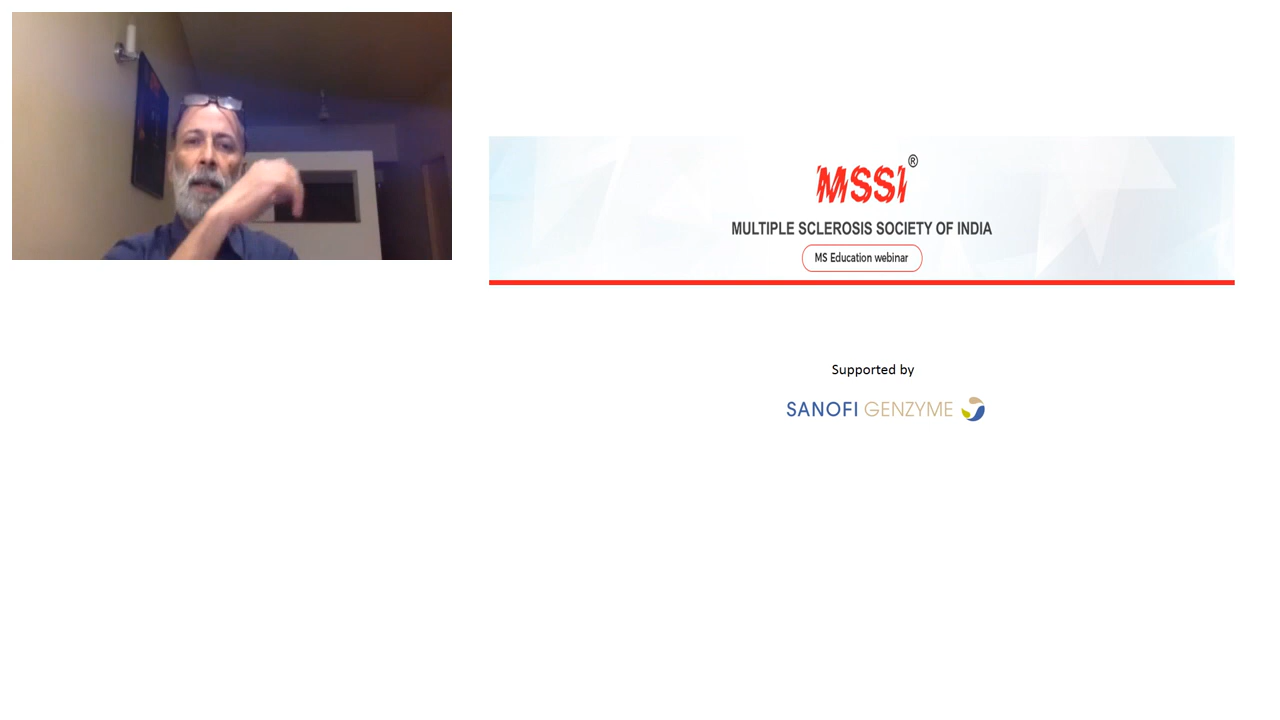 MSSI®
MULTIPLE SCLEROSIS SOCIETY OF INDIA
MS Education webinar
Supported by
SANOFI GENZYME